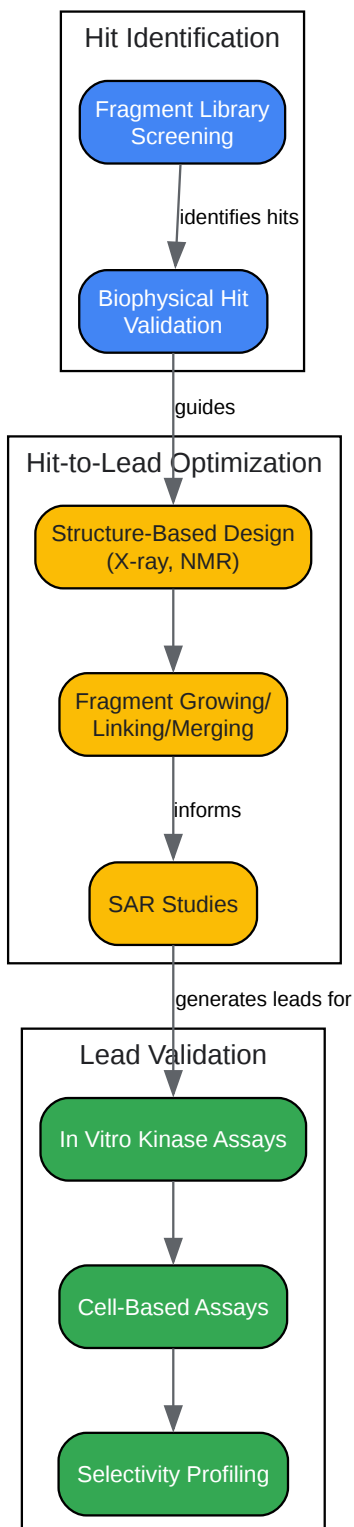 Hit Identification
Fragment Library
Screening
identifies hits
Biophysical Hit
Validation
guides
Hit-to-Lead Optimization
Structure-Based Design
(X-ray, NMR)
Fragment Growing/
Linking/Merging
informs
SAR Studies
generates leads for
Lead Validation
In Vitro Kinase Assays
Cell-Based Assays
Selectivity Profiling